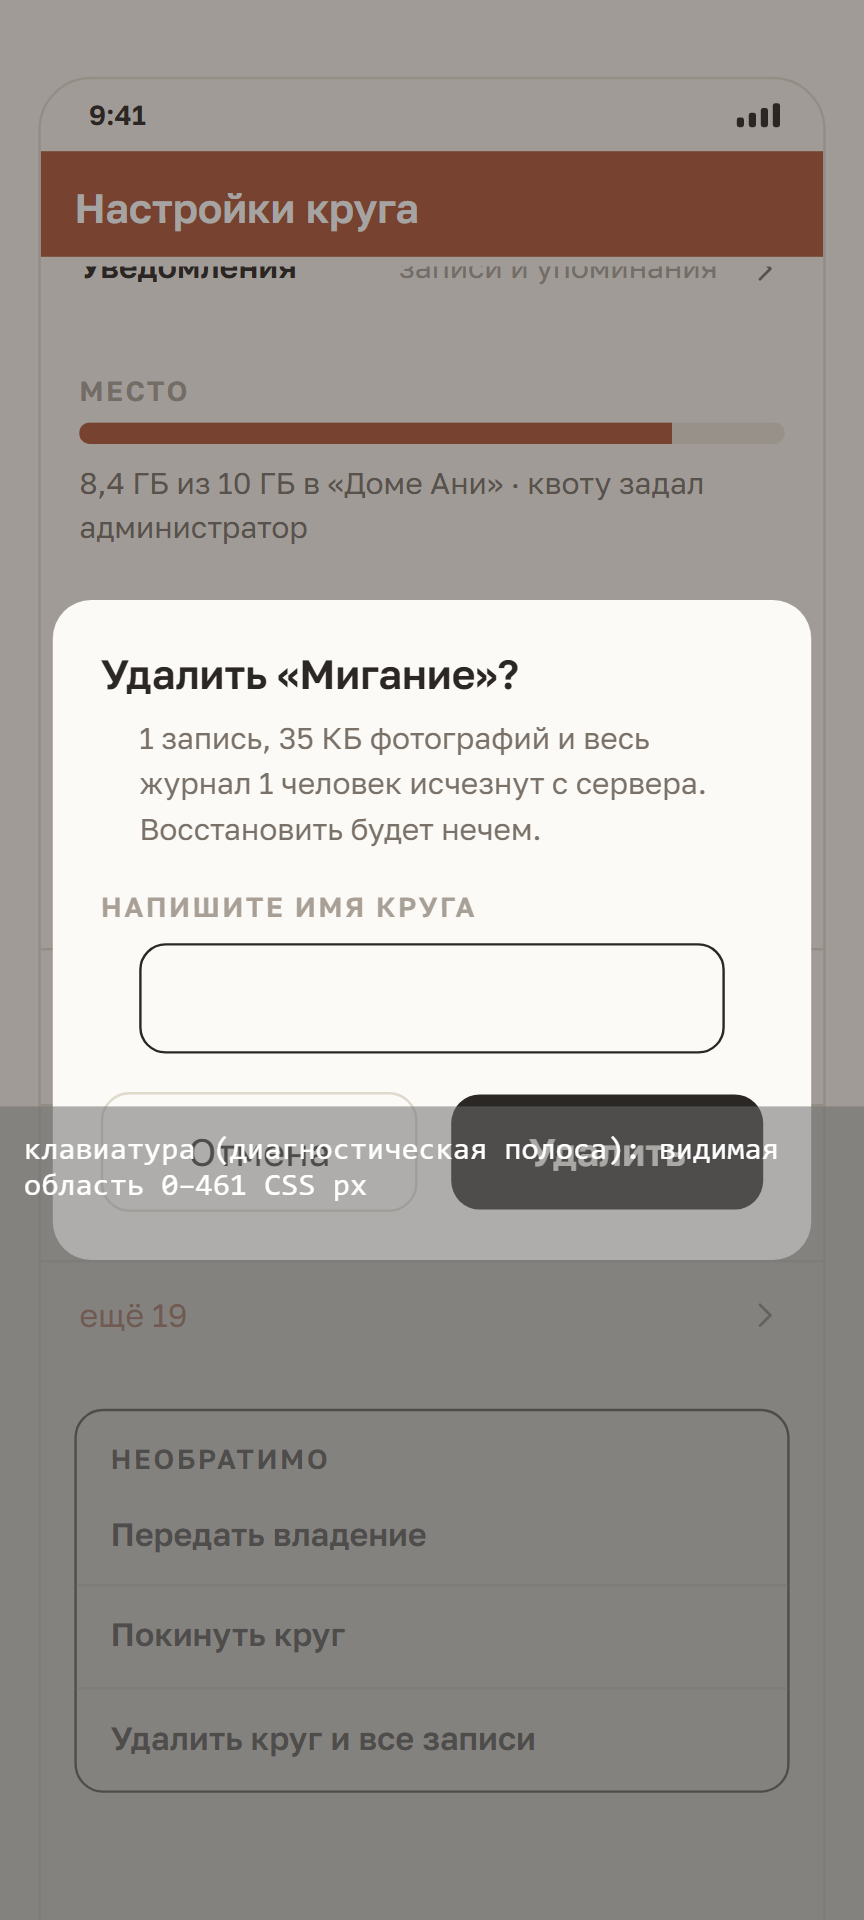 9:41
Настройки круга
Уведомления записи и упоминания
МЕСТО
8,4 ГБ из 10 ГБ в «Доме Ани» · квоту задал
администратор
Удалить «Мигание»?
1 запись, 35 КБ фотографий и весь
журнал 1 человек исчезнут с сервера.
Восстановить будет нечем.
НАПИШИТЕ ИМЯ КРУГА
Отмена Удалить
клавиатура (диагностическая полоса): видимая
область 0–461 CSS px
ещё 19
НЕОБРАТИМО
Передать владение
Покинуть круг
Удалить круг и все записи